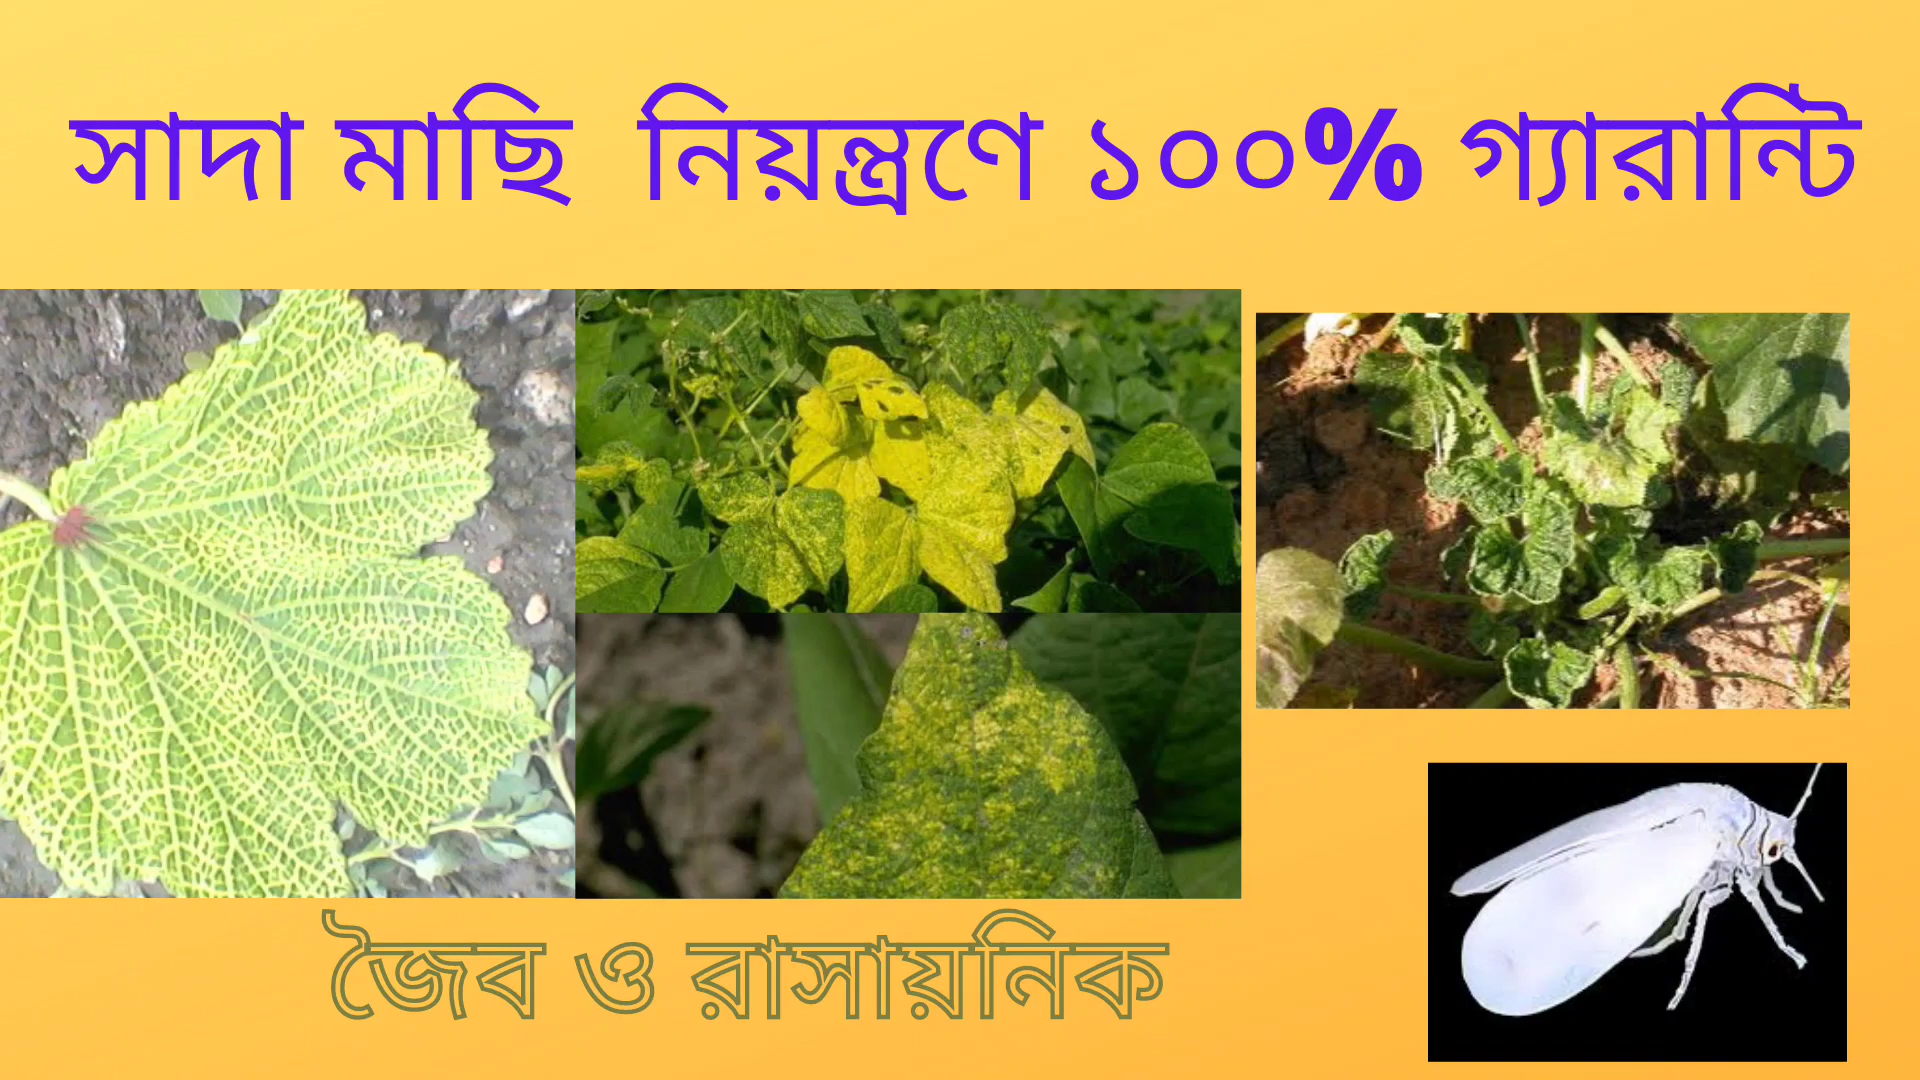 সাদা মাছি নিয়ন্ত্রণে ১০০% গ্যারান্টি
জৈব ও রাসায়নিক